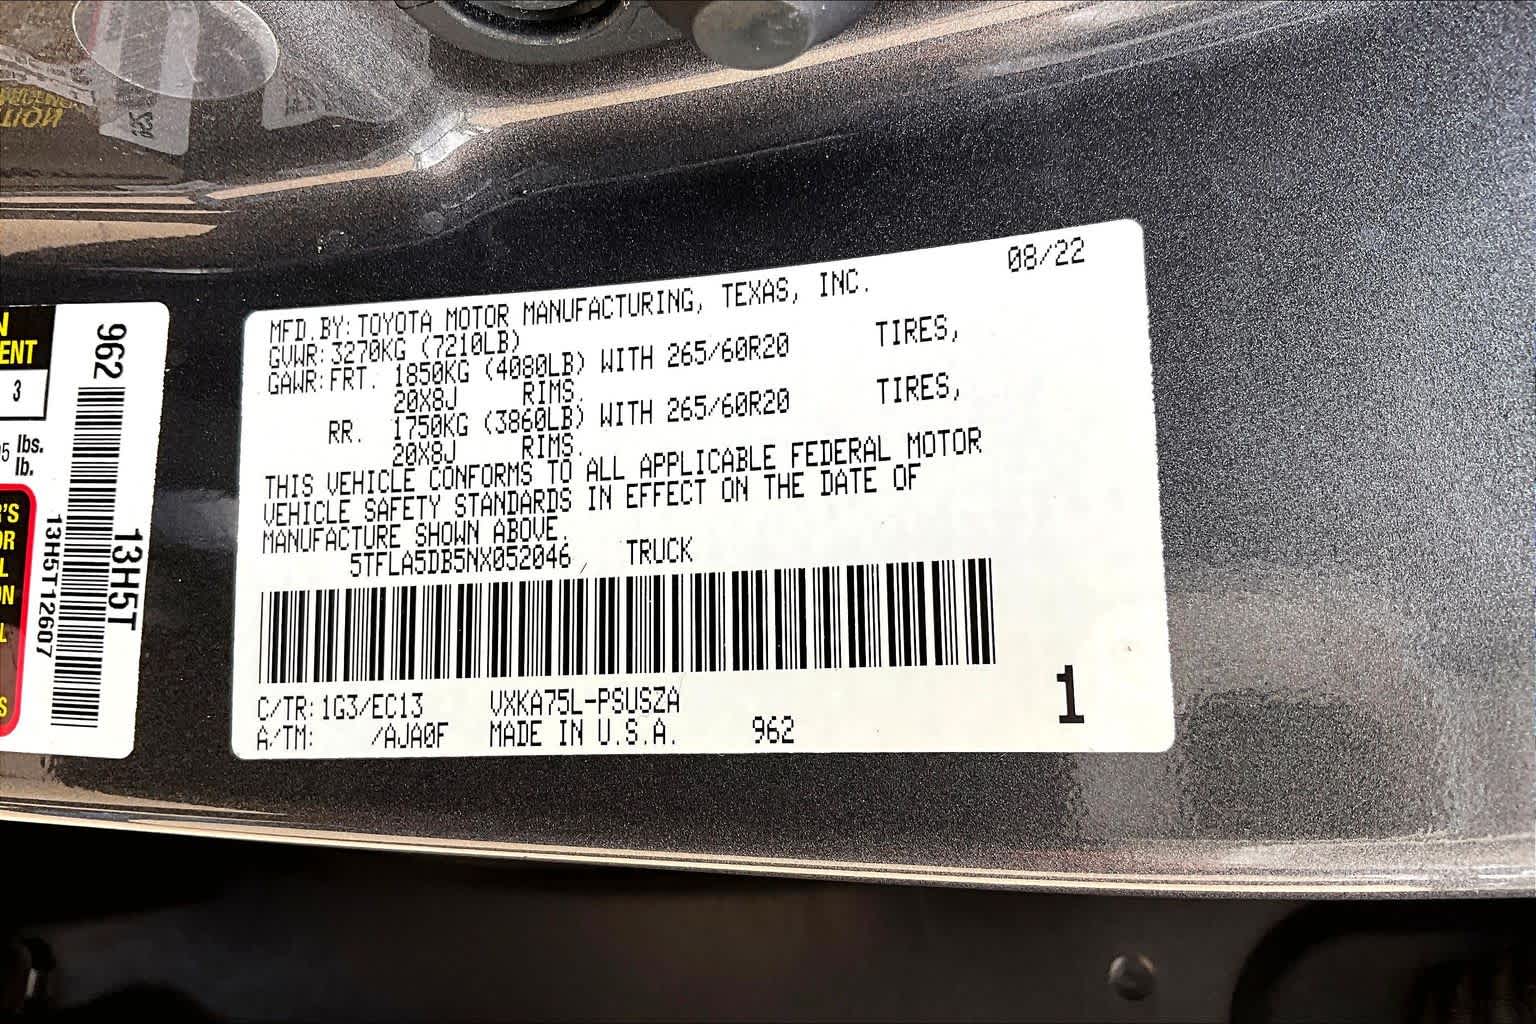 08/22
MFD.BY:TOYOTA MOTOR MANUFACTURING, TEXAS, INC.
GVWR:3270KG (7210LB)
GAWR:FRT. 1850KG (4080LB) WITH 265/60R20 TIRES,
20X8J RIMS.
RR. 1750KG (3860LB) WITH 265/60R20 TIRES,
20X8J RIMS.
THIS VEHICLE CONFORMS TO ALL APPLICABLE FEDERAL MOTOR
VEHICLE SAFETY STANDARDS IN EFFECT ON THE DATE OF
MANUFACTURE SHOWN ABOVE.
5TFLA5DB5NX052046 TRUCK
C/TR:1G3/EC13 VXKA75L-PSUSZA
A/TM: /AJA0F MADE IN U.S.A. 962
1
962
13H5T
13H5T12607
3
lbs.
lb.